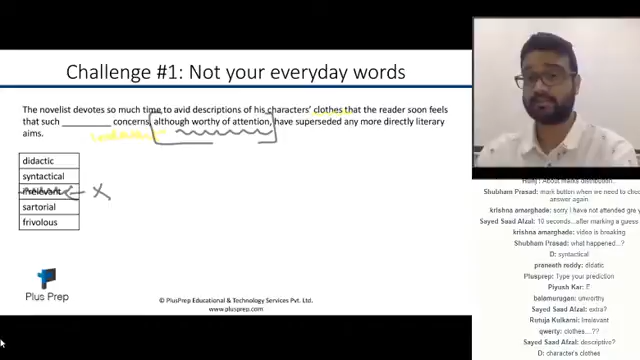 Challenge #1: Not your everyday words
The novelist devotes so much time to avid descriptions of his characters' clothes that the reader soon feels
that such __________ concerns, although worthy of attention, have superseded any more directly literary
aims.
didactic
syntactical
irrelevant
sartorial
frivolous
Plus Prep
© PlusPrep Educational & Technology Services Pvt. Ltd.
www.plusprep.com
Shubham Prasad: mark butten when we need to check
answer again
krishna amarghade: sorry I have not attended gre y
Sayed Saad Afzal: 10 seconds...after marking a guess
krishna amarghade: video is breaking
Shubham Prasad: what happened...?
D: syntactical
praneeth reddy: didatic
Plusprep: Type your prediction
Piyush Kar: E
balamurugan: unworthy
Sayed Saad Afzal: extra?
Rutuja Kulkarni: Irrelevant
qwerty: clothes....??
Sayed Saad Afzal: descriptive?
D: character's clothes